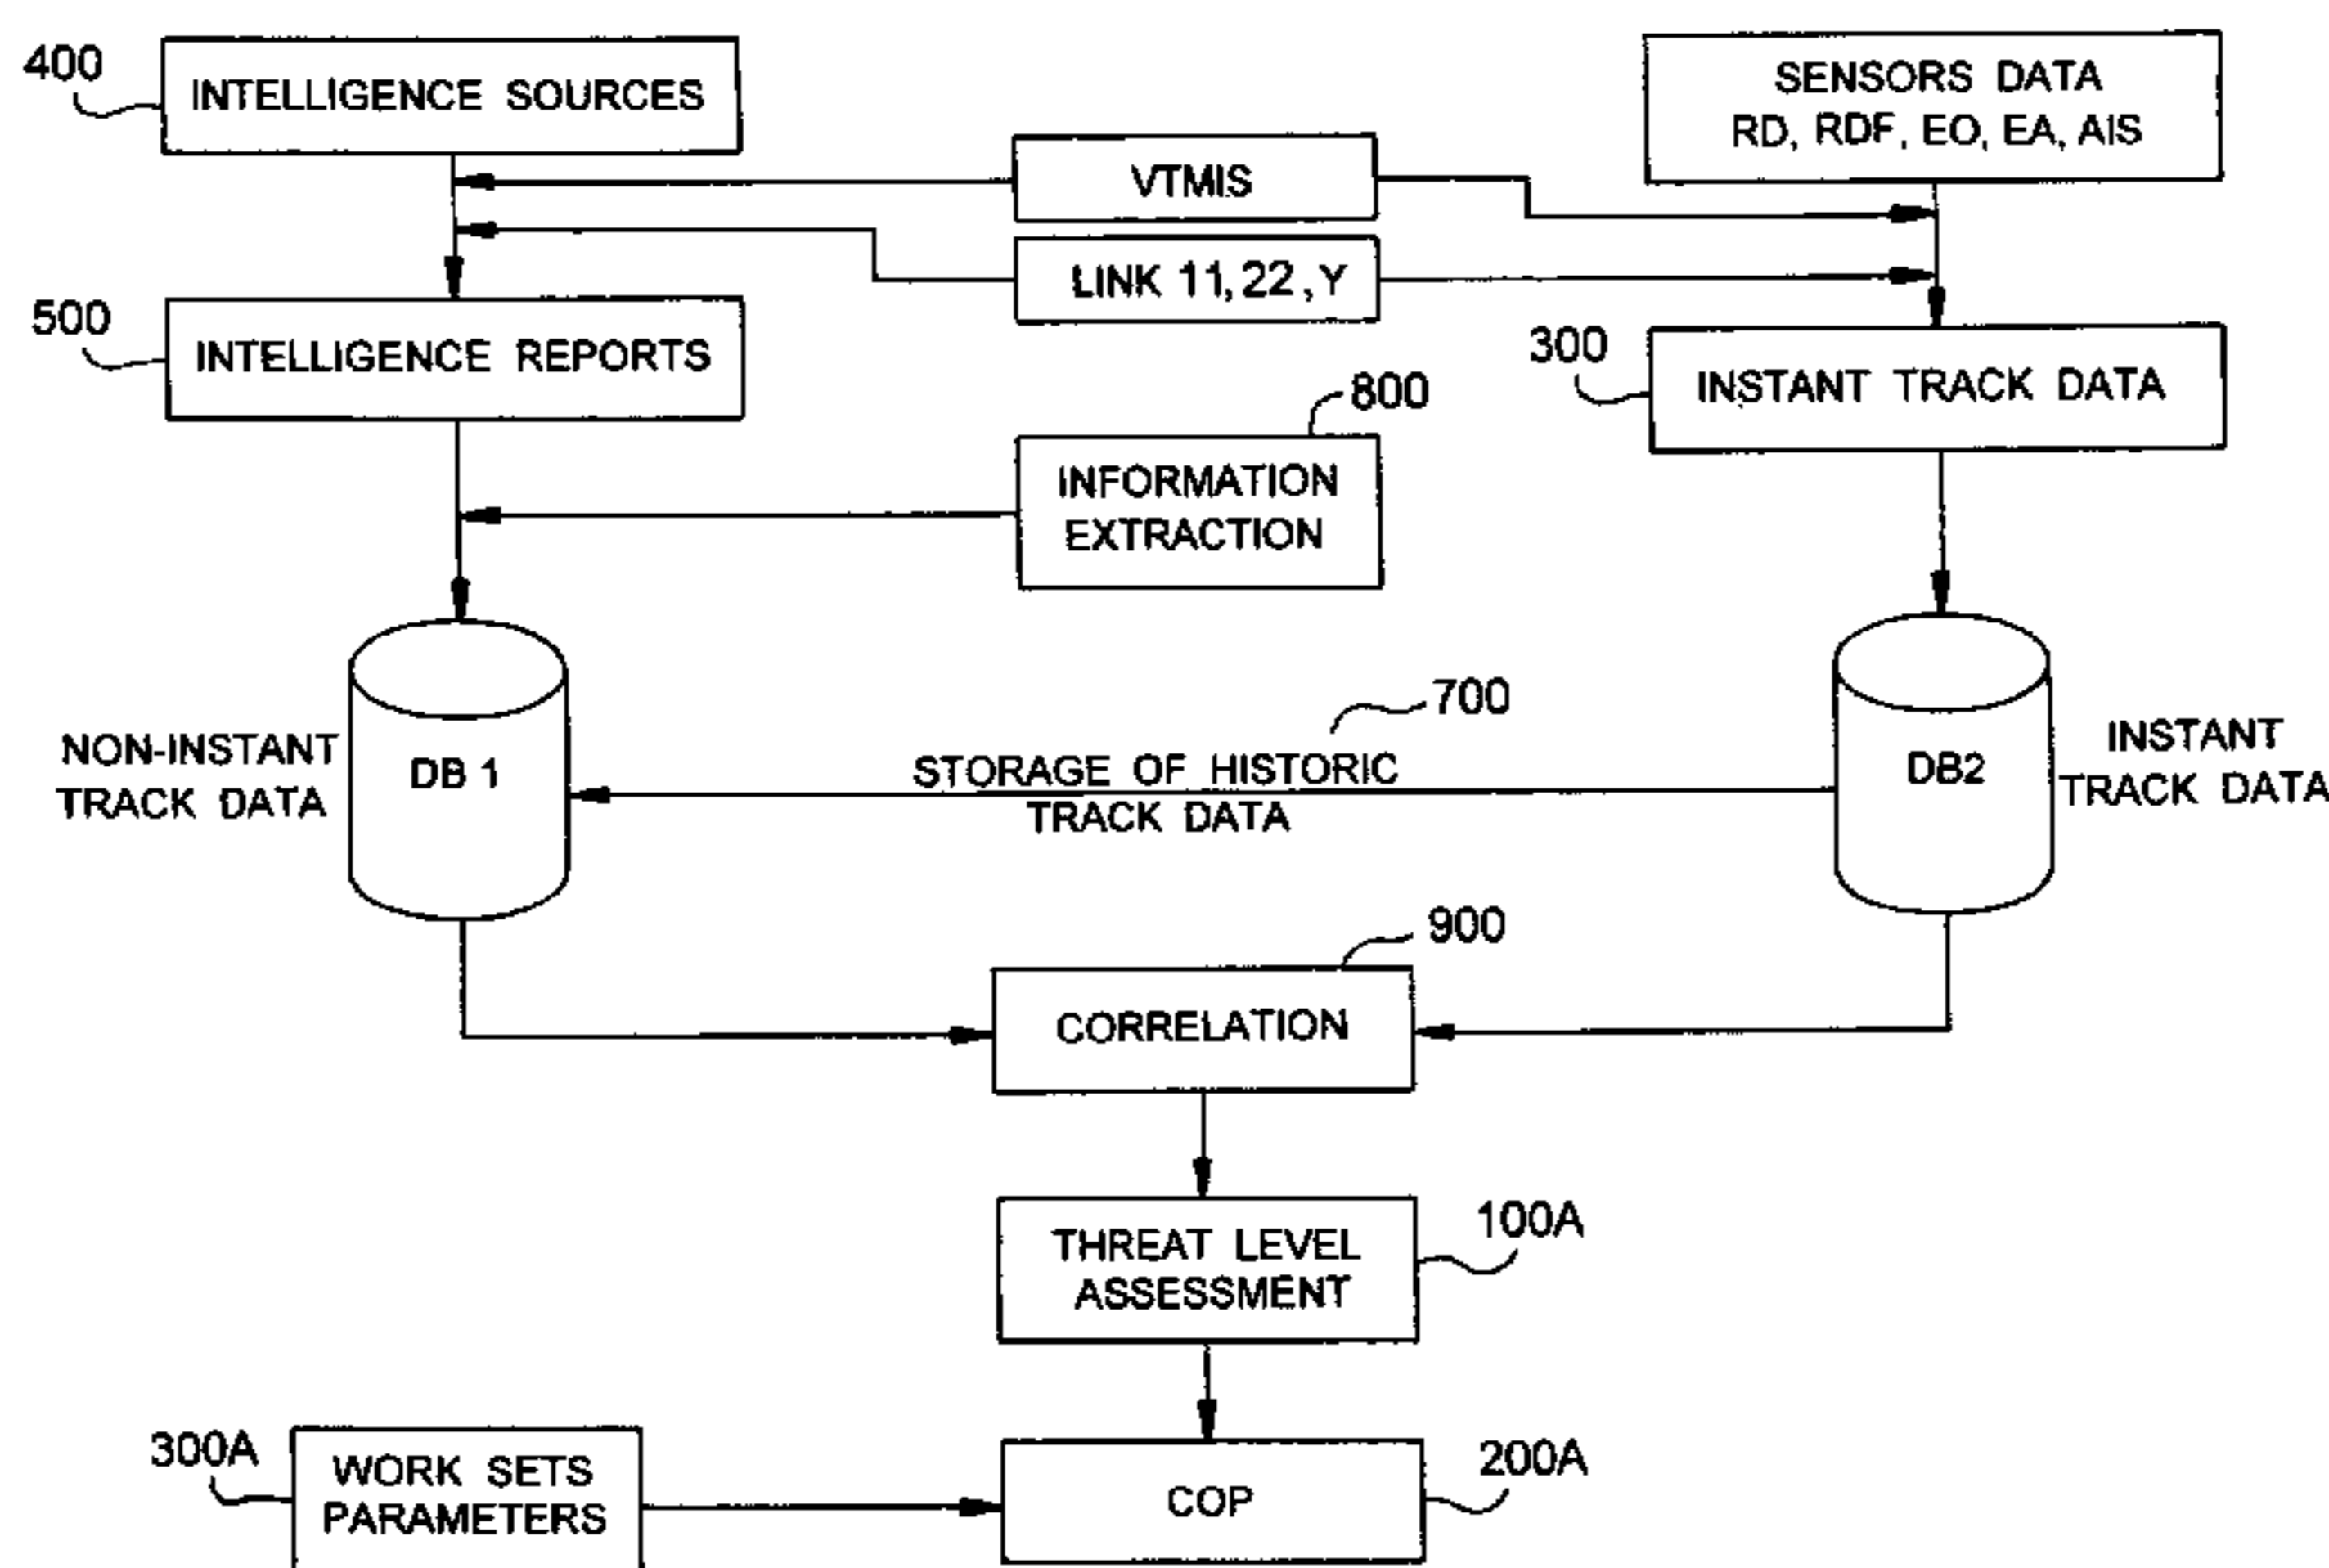 400
INTELLIGENCE SOURCES
SENSORS DATA
RD, RDF, EO, EA, AIS
VTMIS
LINK 11, 22, Y
500
INTELLIGENCE REPORTS
300
INSTANT TRACK DATA
800
INFORMATION
EXTRACTION
700
NON-INSTANT
TRACK DATA
DB 1
STORAGE OF HISTORIC
TRACK DATA
DB2
INSTANT
TRACK DATA
900
CORRELATION
100A
THREAT LEVEL
ASSESSMENT
300A
WORK SETS
PARAMETERS
COP
200A